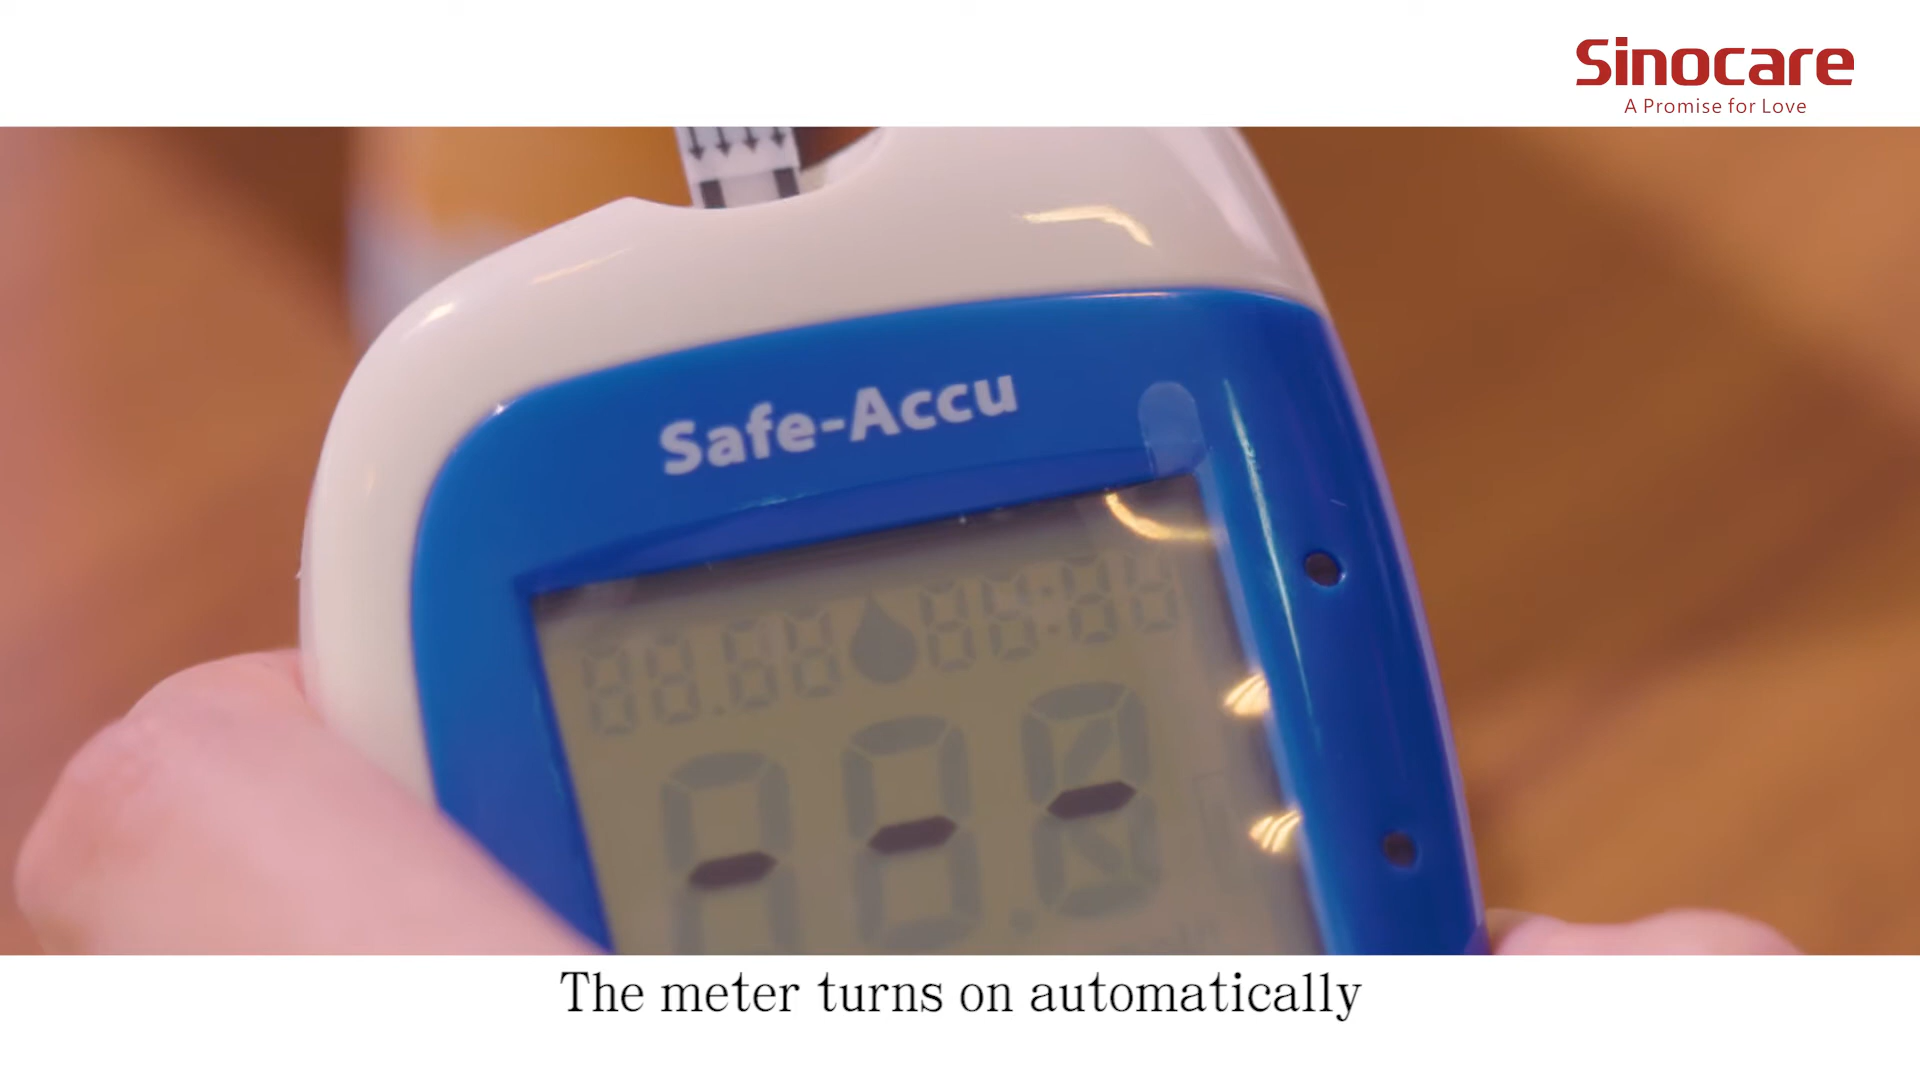 Sinocare
A Promise for Love
Safe-Accu
- - -
The meter turns on automatically